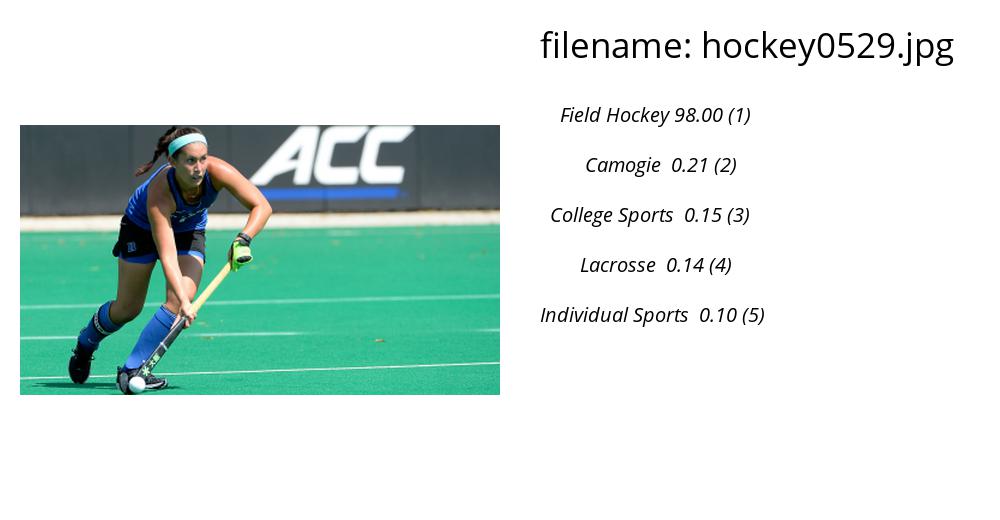 filename: hockey0529.jpg
Field Hockey 98.00 (1)
ACC
Camogie 0.21 (2)
College Sports 0.15 (3)
Lacrosse 0.14 (4)
Individual Sports 0.10 (5)